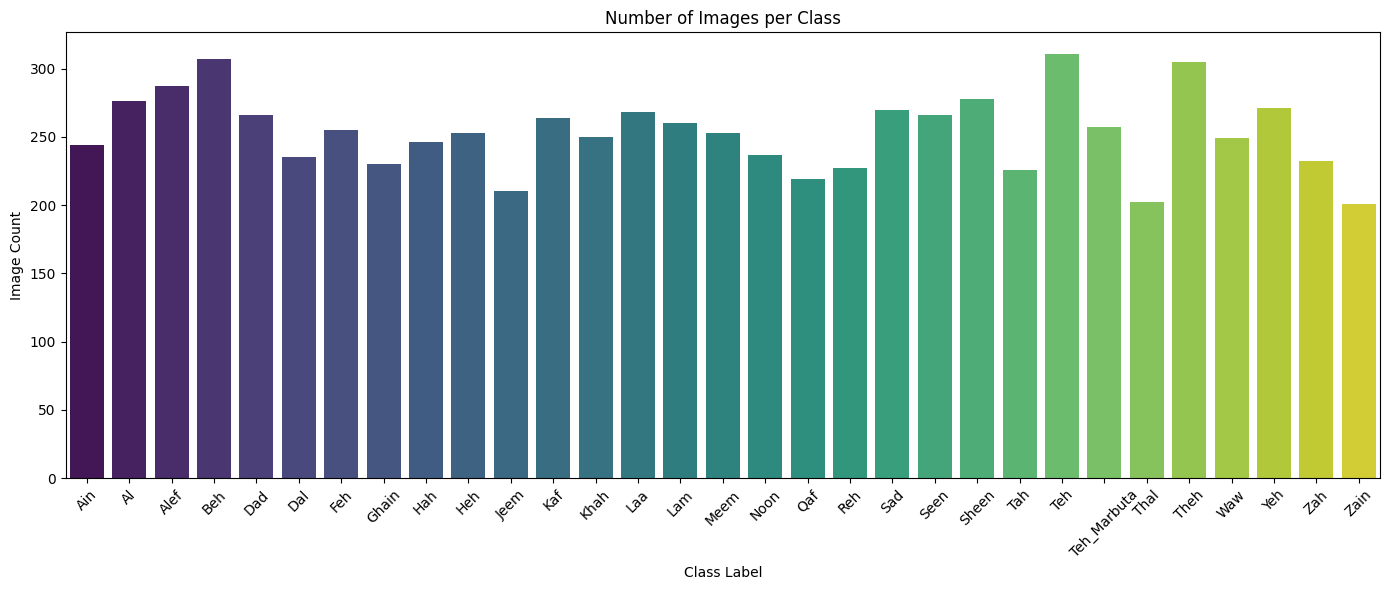 Number of Images per Class
Image Count
300
250
200
150
100
50
0
Ain
Al
Alef
Beh
Dad
Dal
Feh
Ghain
Hah
Heh
Jeem
Kaf
Khah
Laa
Lam
Meem
Noon
Qaf
Reh
Sad
Seen
Sheen
Tah
Teh
Teh_Marbuta
Thal
Theh
Waw
Yeh
Zah
Zain
Class Label